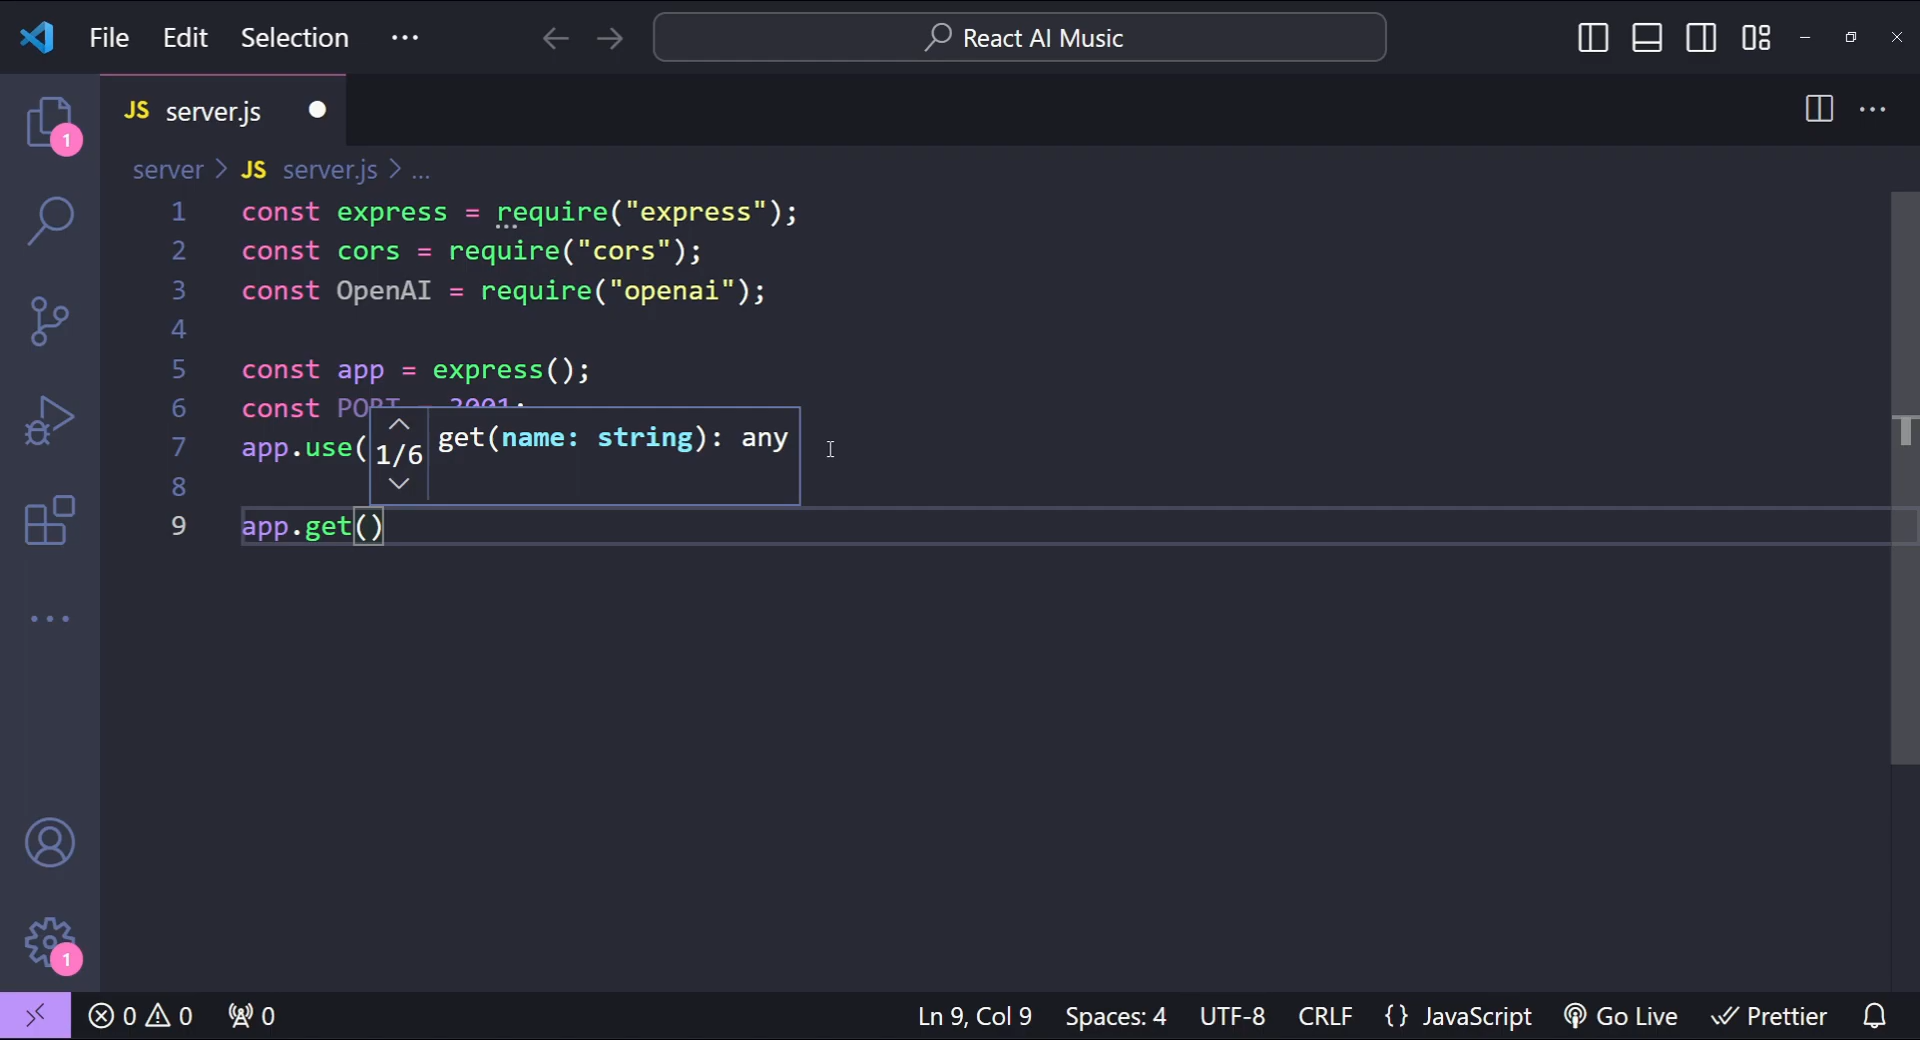 File Edit Selection ··· React AI Music
JS server.js
server > JS server.js > ...
1 const express = require("express");
2 const cors = require("cors");
3 const OpenAI = require("openai");
4
5 const app = express();
6 const PORT = 3001;
7 app.use(
1/6 get(name: string): any
8
9 app.get()
1
1
0 0 0 Ln 9, Col 9 Spaces: 4 UTF-8 CRLF {} JavaScript Go Live Prettier